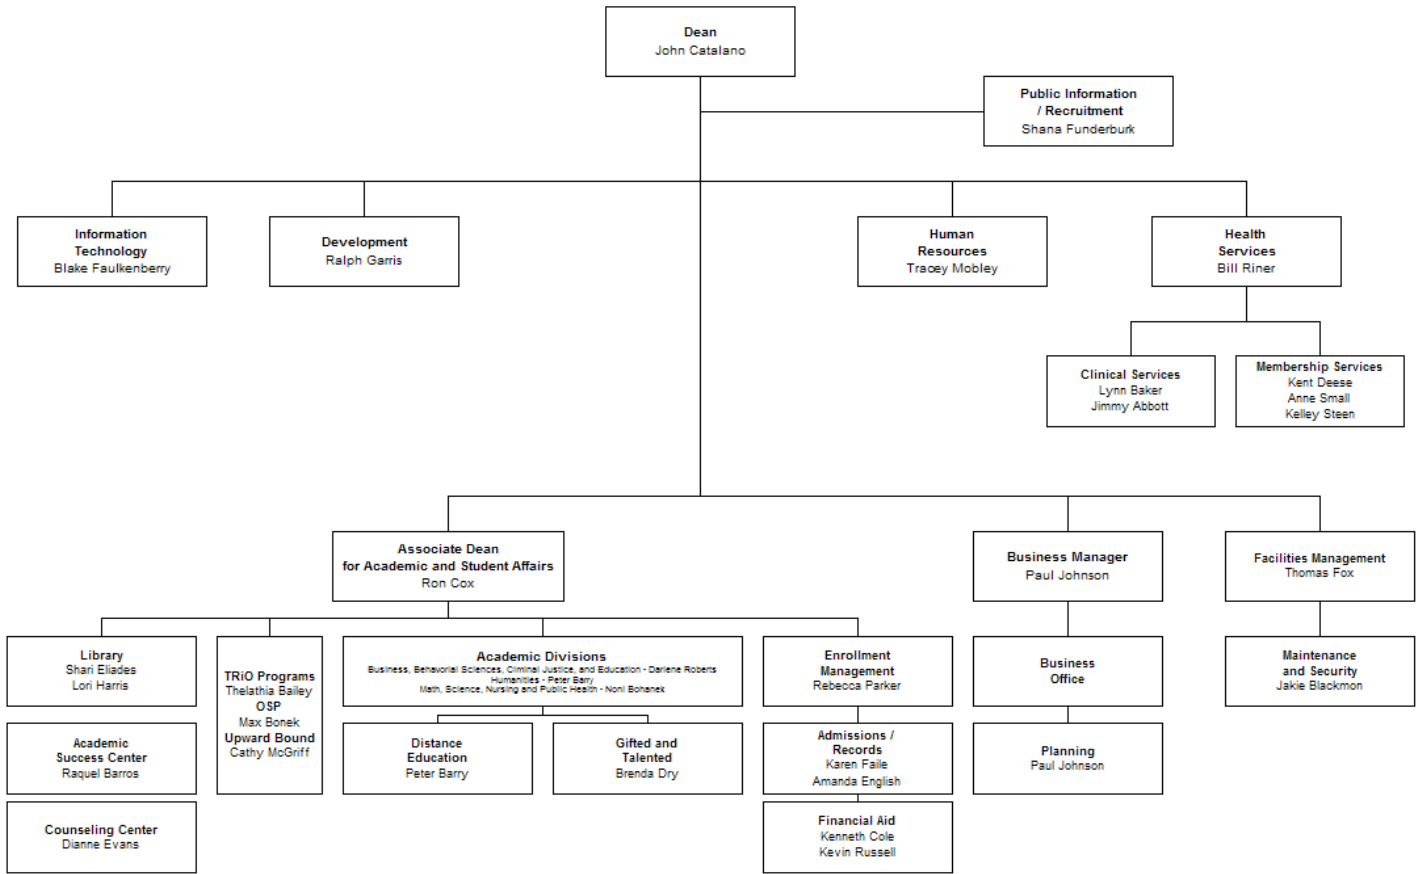 Dean
John Catalano
Public Information
/ Recruitment
Shana Funderburk
Information
Technology
Blake Faulkenberry
Development
Ralph Garris
Human
Resources
Tracey Mobley
Health
Services
Bill Riner
Clinical Services
Lynn Baker
Jimmy Abbott
Membership Services
Kent Deese
Anne Small
Kelley Steen
Associate Dean
for Academic and Student Affairs
Ron Cox
Business Manager
Paul Johnson
Facilities Management
Thomas Fox
Library
Shari Eliades
Lori Harris
TRiO Programs
Thelathia Bailey
OSP
Max Bonek
Upward Bound
Cathy McGriff
Academic Divisions
Business, Behavorial Sciences, Ciminal Justice, and Education - Darlene Roberts
Humanities - Peter Barry
Math, Science, Nursing and Public Health - Noni Bohanek
Enrollment
Management
Rebecca Parker
Business
Office
Maintenance
and Security
Jakie Blackmon
Academic
Success Center
Raquel Barros
Distance
Education
Peter Barry
Gifted and
Talented
Brenda Dry
Admissions /
Records
Karen Faile
Amanda English
Planning
Paul Johnson
Counseling Center
Dianne Evans
Financial Aid
Kenneth Cole
Kevin Russell